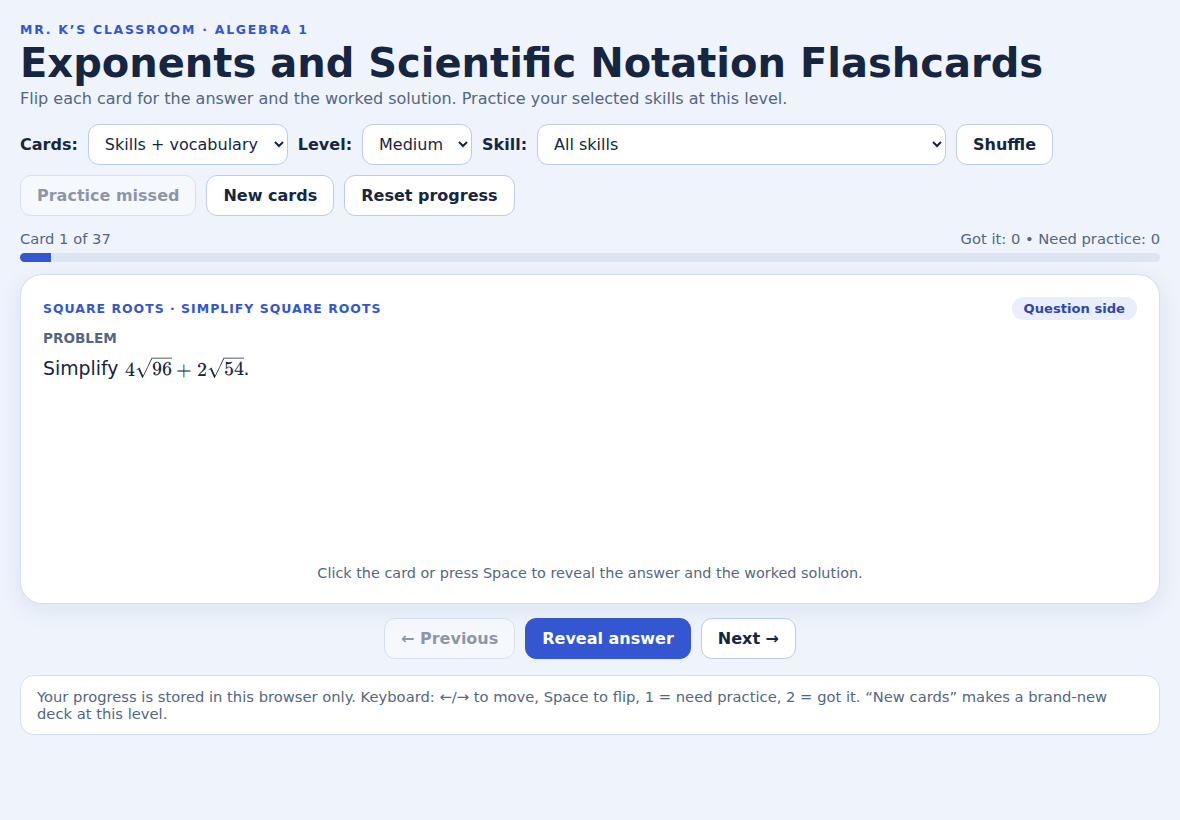 MR. K’S CLASSROOM · ALGEBRA 1
Exponents and Scientific Notation Flashcards
Flip each card for the answer and the worked solution. Practice your selected skills at this level.
Cards: Skills + vocabulary Level: Medium Skill: All skills Shuffle
Practice missed New cards Reset progress
Card 1 of 37 Got it: 0 • Need practice: 0
SQUARE ROOTS · SIMPLIFY SQUARE ROOTS Question side
PROBLEM
Simplify 4√96 + 2√54.
Click the card or press Space to reveal the answer and the worked solution.
← Previous Reveal answer Next →
Your progress is stored in this browser only. Keyboard: ←/→ to move, Space to flip, 1 = need practice, 2 = got it. “New cards” makes a brand-new
deck at this level.